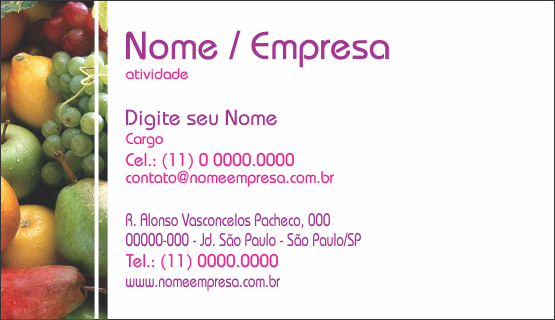 Nome / Empresa
atividade
Digite seu Nome
Cargo
Cel.: (11) 0 0000.0000
contato@nomeempresa.com.br
R. Alonso Vasconcelos Pacheco, 000
00000-000 - Jd. São Paulo - São Paulo/SP
Tel.: (11) 0000.0000
www.nomeempresa.com.br